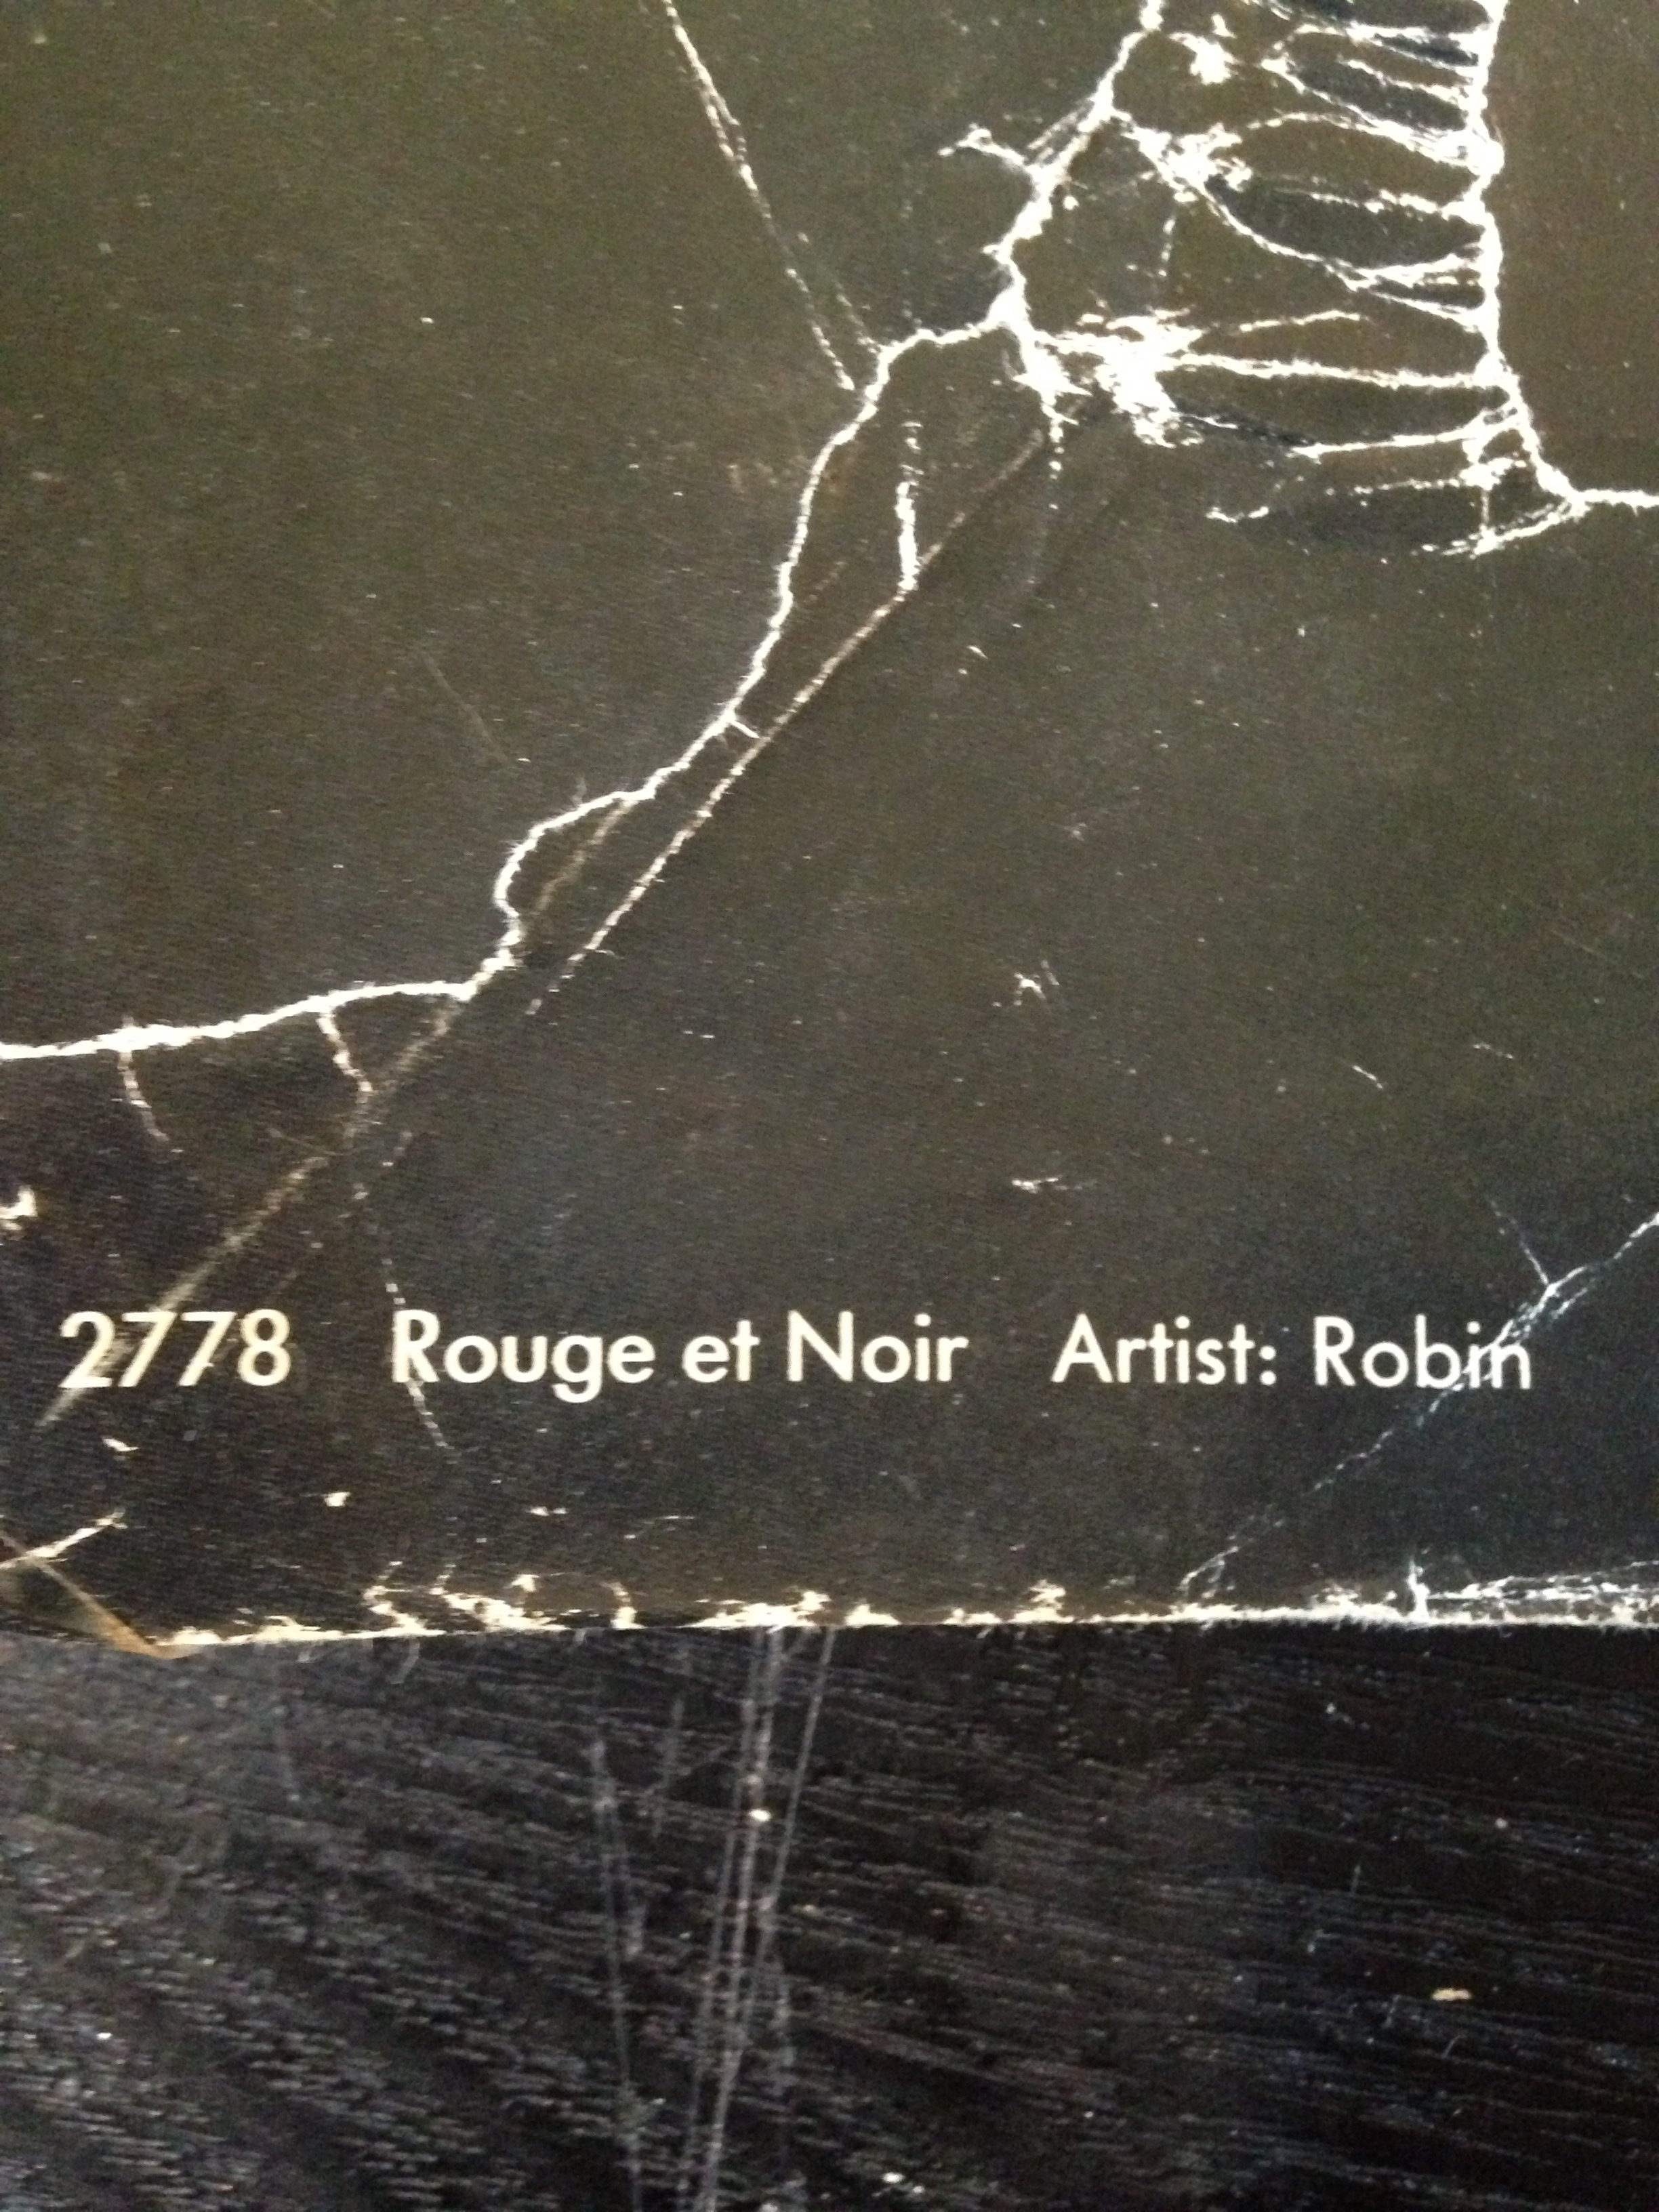 2778 Rouge et Noir Artist: Robin